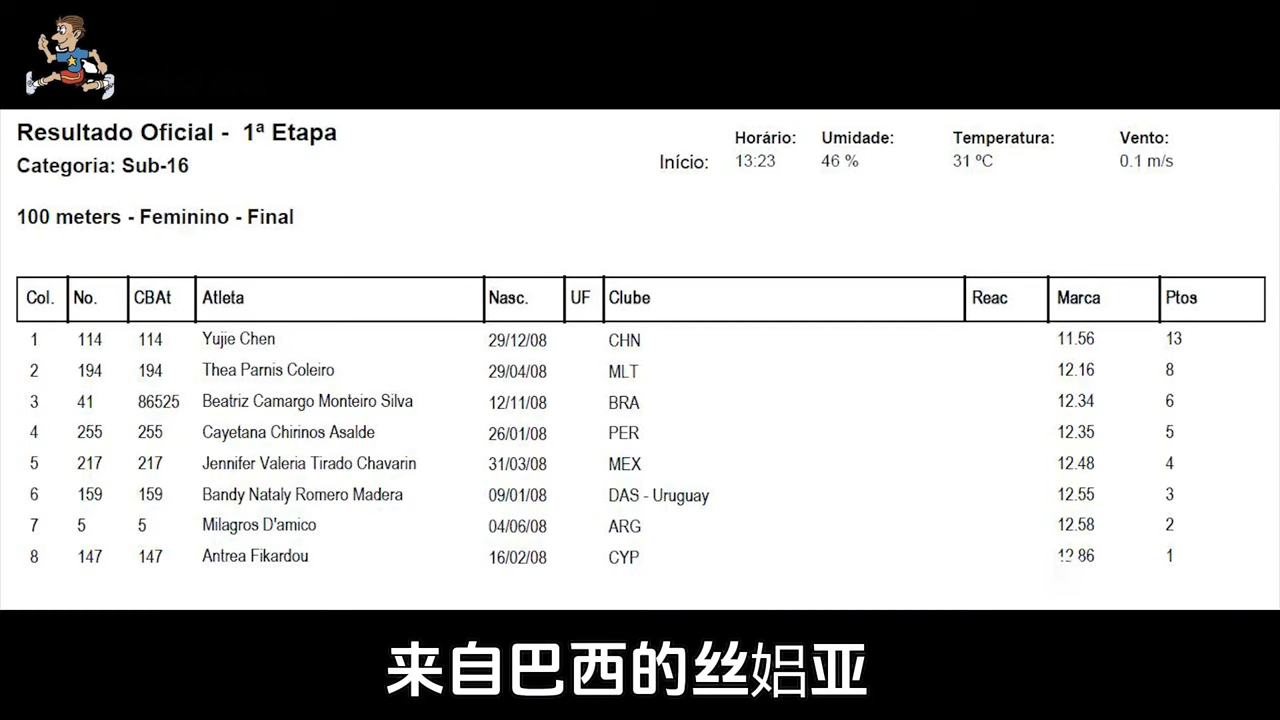 Resultado Oficial - 1ª Etapa
Categoria: Sub-16
100 meters - Feminino - Final
Horário: Umidade: Temperatura: Vento:
Início: 13:23 46 % 31 ºC 0.1 m/s
Col. No. CBAt Atleta Nasc. UF Clube Reac Marca Ptos
1 114 114 Yujie Chen 29/12/08 CHN 11.56 13
2 194 194 Thea Parnis Coleiro 29/04/08 MLT 12.16 8
3 41 86525 Beatriz Camargo Monteiro Silva 12/11/08 BRA 12.34 6
4 255 255 Cayetana Chirinos Asalde 26/01/08 PER 12.35 5
5 217 217 Jennifer Valeria Tirado Chavarin 31/03/08 MEX 12.48 4
6 159 159 Bandy Nataly Romero Madera 09/01/08 DAS - Uruguay 12.55 3
7 5 5 Milagros D'amico 04/06/08 ARG 12.58 2
8 147 147 Antrea Fikardou 16/02/08 CYP 12.86 1
来自巴西的丝娼亚